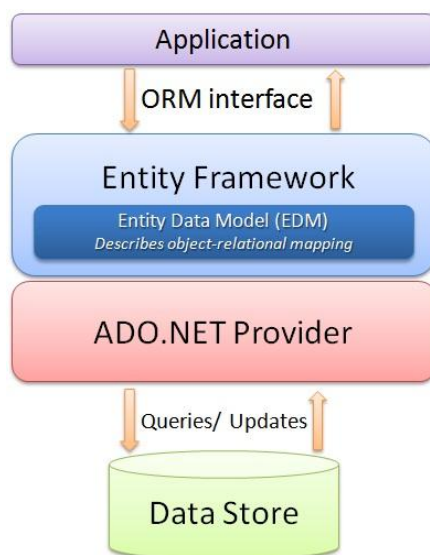 Application
ORM interface
Entity Framework
Entity Data Model (EDM)
Describes object-relational mapping
ADO.NET Provider
Queries/ Updates
Data Store